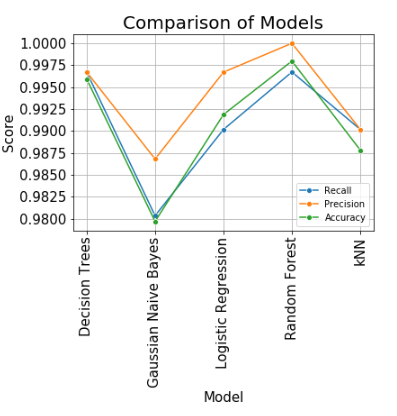 Comparison of Models
1.0000
0.9975
0.9950
0.9925
0.9900
0.9875
0.9850
0.9825
0.9800
Score
Recall
Precision
Accuracy
Decision Trees
Gaussian Naive Bayes
Logistic Regression
Random Forest
kNN
Model